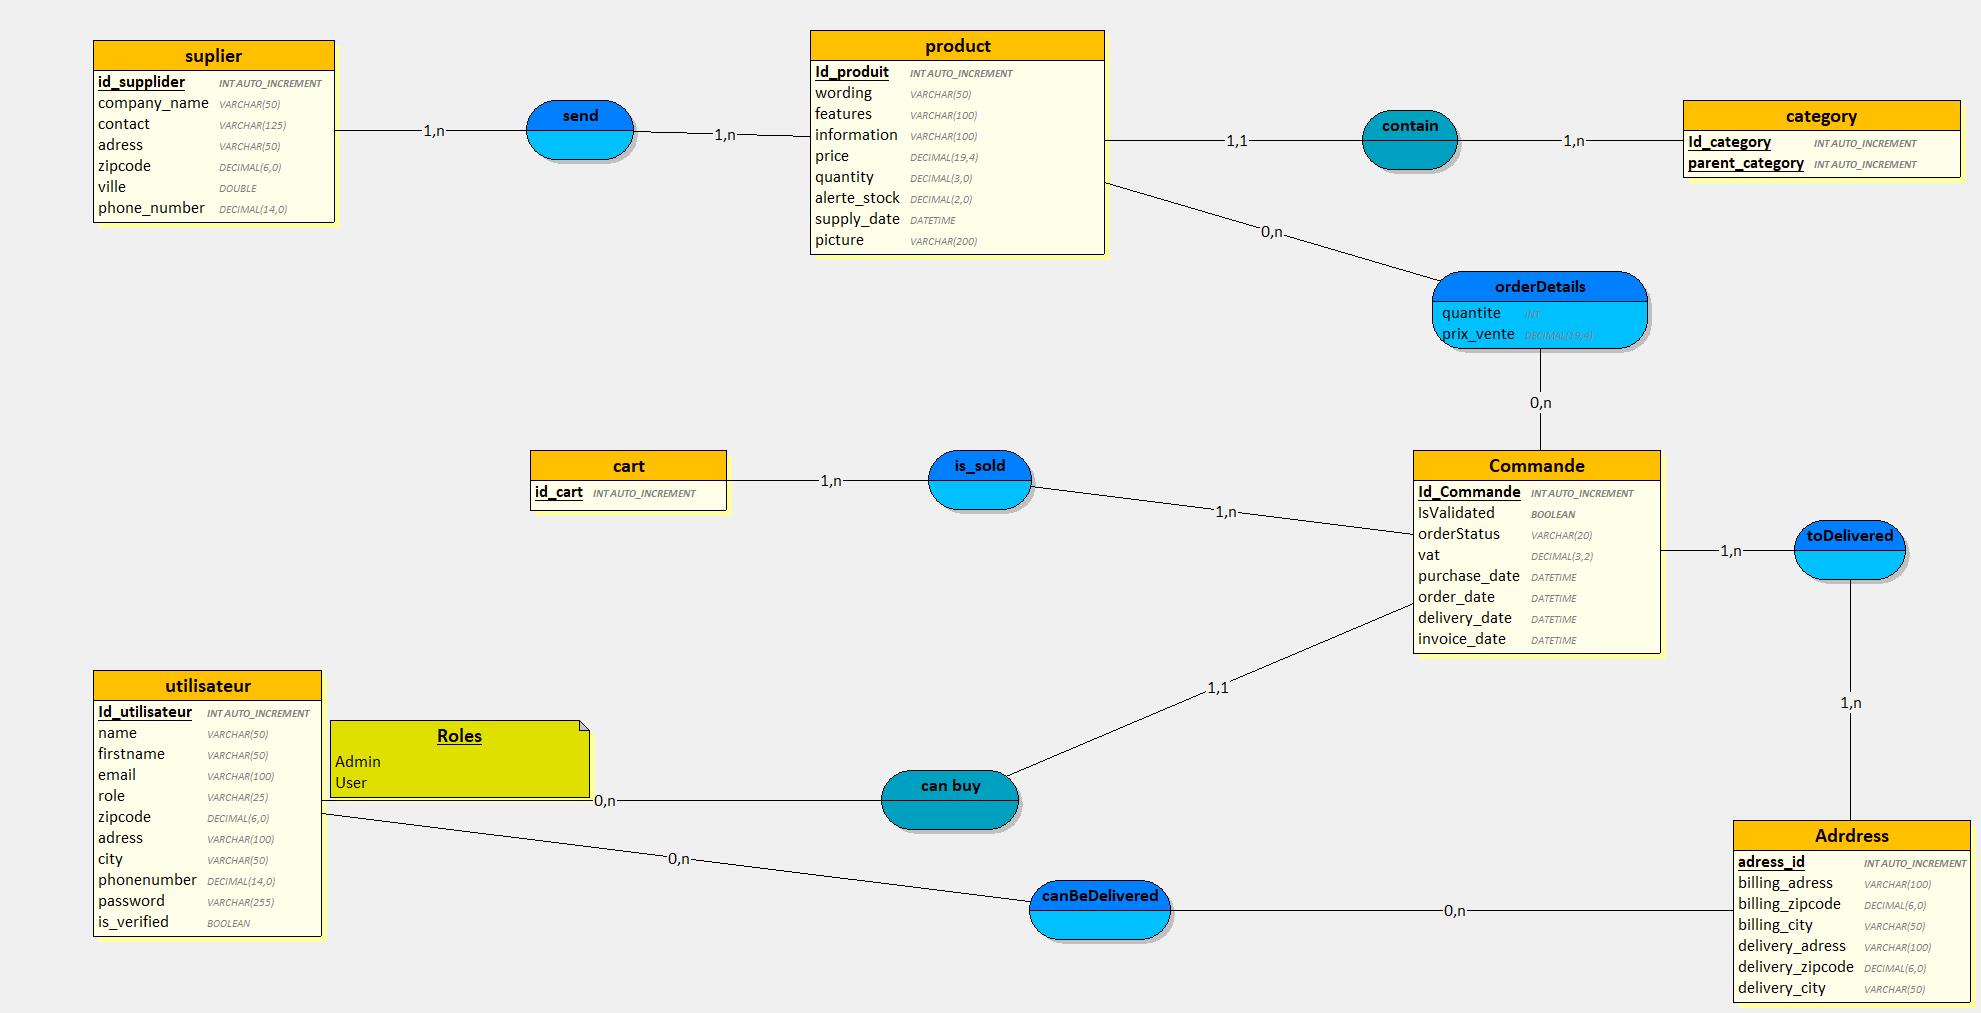 suplier
id_supplider INT AUTO_INCREMENT
company_name VARCHAR(50)
contact VARCHAR(125)
adress VARCHAR(50)
zipcode DECIMAL(6,0)
ville DOUBLE
phone_number DECIMAL(14,0)
1,n
send
1,n
product
Id_produit INT AUTO_INCREMENT
wording VARCHAR(50)
features VARCHAR(100)
information VARCHAR(100)
price DECIMAL(19,4)
quantity DECIMAL(3,0)
alerte_stock DECIMAL(2,0)
supply_date DATETIME
picture VARCHAR(200)
1,1
contain
1,n
category
Id_category INT AUTO_INCREMENT
parent_category INT AUTO_INCREMENT
0,n
orderDetails
quantite INT
prix_vente DECIMAL(19,4)
0,n
cart
id_cart INT AUTO_INCREMENT
1,n
is_sold
1,n
Commande
Id_Commande INT AUTO_INCREMENT
IsValidated BOOLEAN
orderStatus VARCHAR(20)
vat DECIMAL(3,2)
purchase_date DATETIME
order_date DATETIME
delivery_date DATETIME
invoice_date DATETIME
1,n
toDelivered
1,n
1,1
utilisateur
Id_utilisateur INT AUTO_INCREMENT
name VARCHAR(50)
firstname VARCHAR(50)
email VARCHAR(100)
role VARCHAR(25)
zipcode DECIMAL(6,0)
adress VARCHAR(100)
city VARCHAR(50)
phonenumber DECIMAL(14,0)
password VARCHAR(255)
is_verified BOOLEAN
Roles
Admin
User
0,n
can buy
0,n
canBeDelivered
0,n
Adrdress
adress_id INT AUTO_INCREMENT
billing_adress VARCHAR(100)
billing_zipcode DECIMAL(6,0)
billing_city VARCHAR(50)
delivery_adress VARCHAR(100)
delivery_zipcode DECIMAL(6,0)
delivery_city VARCHAR(50)